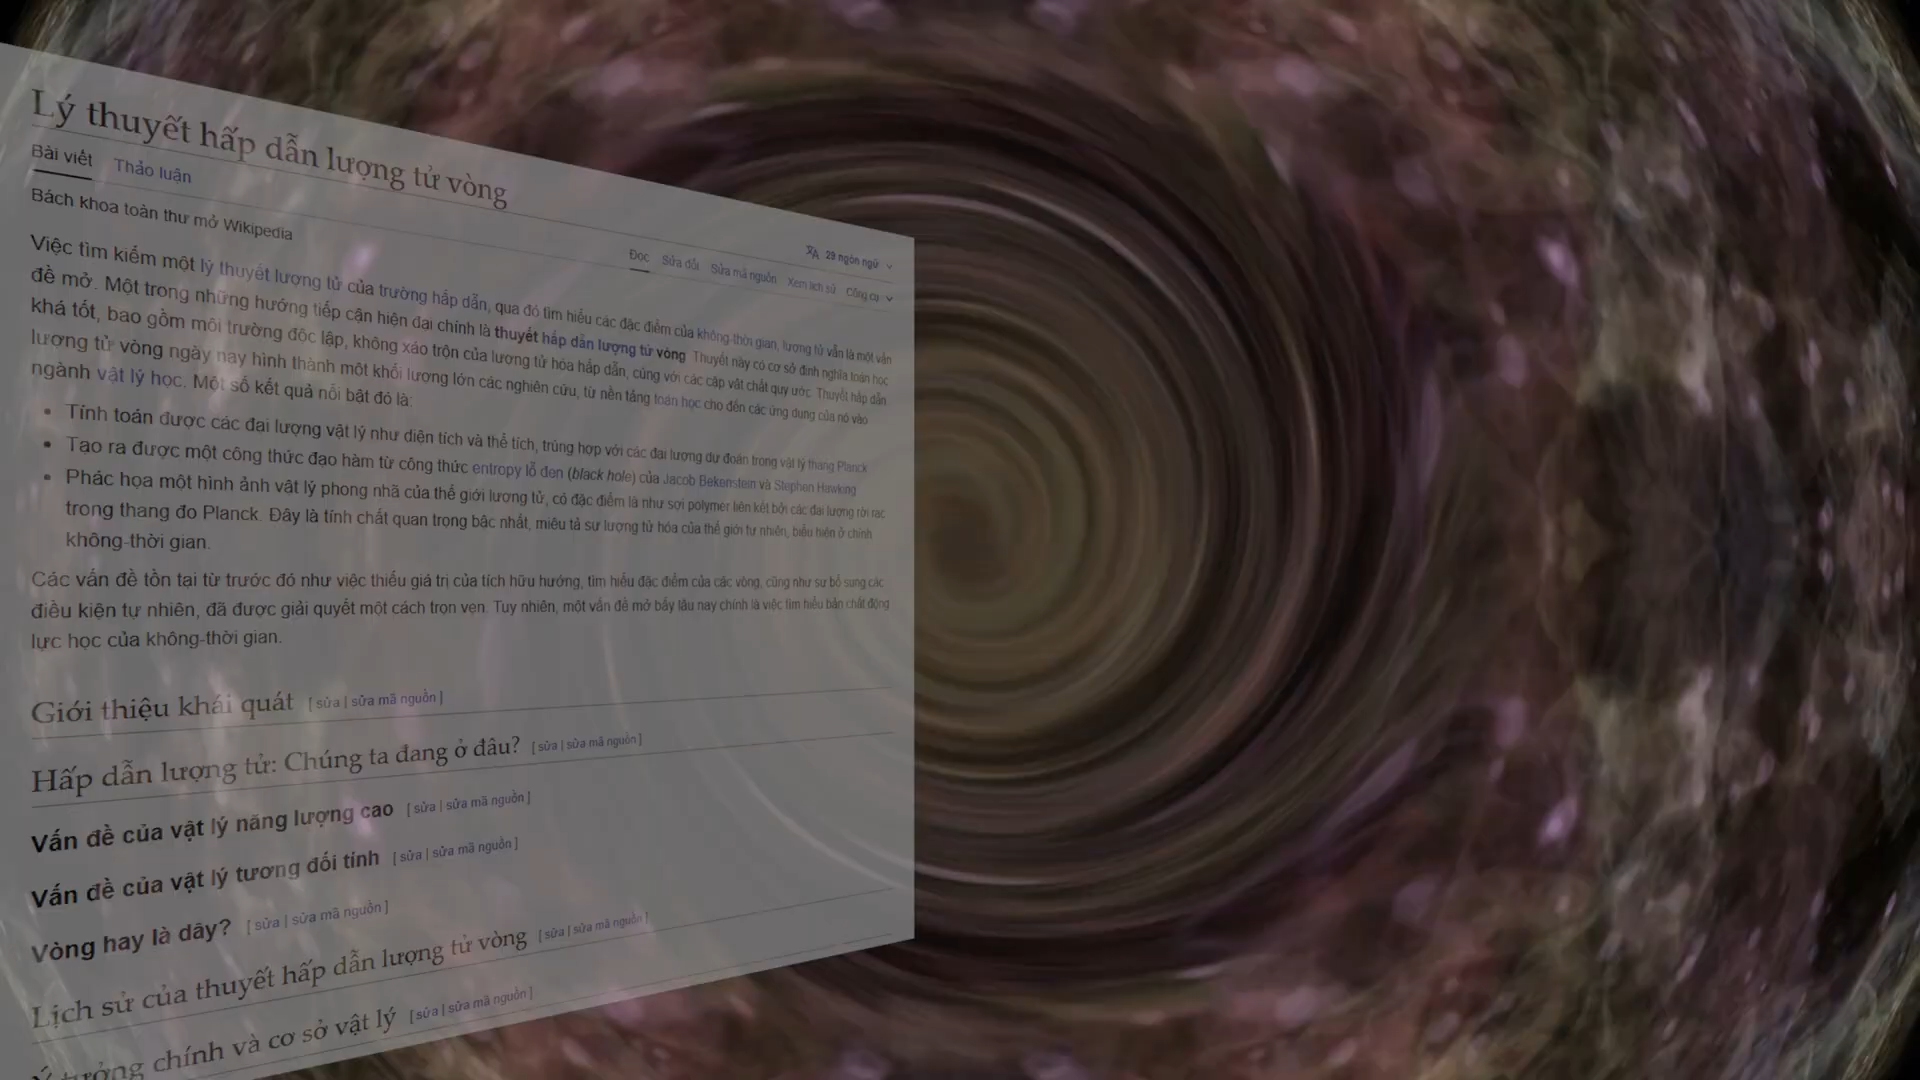 Lý thuyết hấp dẫn lượng tử vòng
Bài viết Thảo luận
Bách khoa toàn thư mở Wikipedia
29 ngôn ngữ
Đọc Sửa đổi Sửa mã nguồn Xem lịch sử Công cụ
Việc tìm kiếm một lý thuyết lượng tử của trường hấp dẫn, qua đó tìm hiểu các đặc điểm của không-thời gian, lượng tử vẫn là một vấn
đề mở. Một trong những hướng tiếp cận hiện đại chính là thuyết hấp dẫn lượng tử vòng Thuyết này có cơ sở định nghĩa toán học
khá tốt, bao gồm môi trường độc lập, không xáo trộn của lượng tử hóa hấp dẫn, cùng với các cặp vật chất quy ước Thuyết hấp dẫn
lượng tử vòng ngày nay hình thành một khối lượng lớn các nghiên cứu, từ nền tảng toán học cho đến các ứng dụng của nó vào
ngành vật lý học. Một số kết quả nổi bật đó là:
• Tính toán được các đại lượng vật lý như diện tích và thể tích, trùng hợp với các đại lượng dự đoán trong vật lý thang Planck
• Tạo ra được một công thức đạo hàm từ công thức entropy lỗ đen (black hole) của Jacob Bekenstein và Stephen Hawking
• Phác họa một hình ảnh vật lý phong nhã của thế giới lượng tử, có đặc điểm là như sợi polymer liên kết bởi các đại lượng rời rạc
trong thang đo Planck. Đây là tính chất quan trọng bậc nhất, miêu tả sự lượng tử hóa của thế giới tự nhiên, biểu hiện ở chính
không-thời gian.
Các vấn đề tồn tại từ trước đó như việc thiếu giá trị của tích hữu hướng, tìm hiểu đặc điểm của các vòng, cũng như sự bổ sung các
điều kiện tự nhiên, đã được giải quyết một cách trọn vẹn. Tuy nhiên, một vấn đề mở bấy lâu nay chính là việc tìm hiểu bản chất động
lực học của không-thời gian.
Giới thiệu khái quát [ sửa | sửa mã nguồn ]
Hấp dẫn lượng tử: Chúng ta đang ở đâu? [ sửa | sửa mã nguồn ]
Vấn đề của vật lý năng lượng cao [ sửa | sửa mã nguồn ]
Vấn đề của vật lý tương đối tính [ sửa | sửa mã nguồn ]
Vòng hay là dây? [ sửa | sửa mã nguồn ]
Lịch sử của thuyết hấp dẫn lượng tử vòng [ sửa | sửa mã nguồn ]
Ý tưởng chính và cơ sở vật lý [ sửa | sửa mã nguồn ]